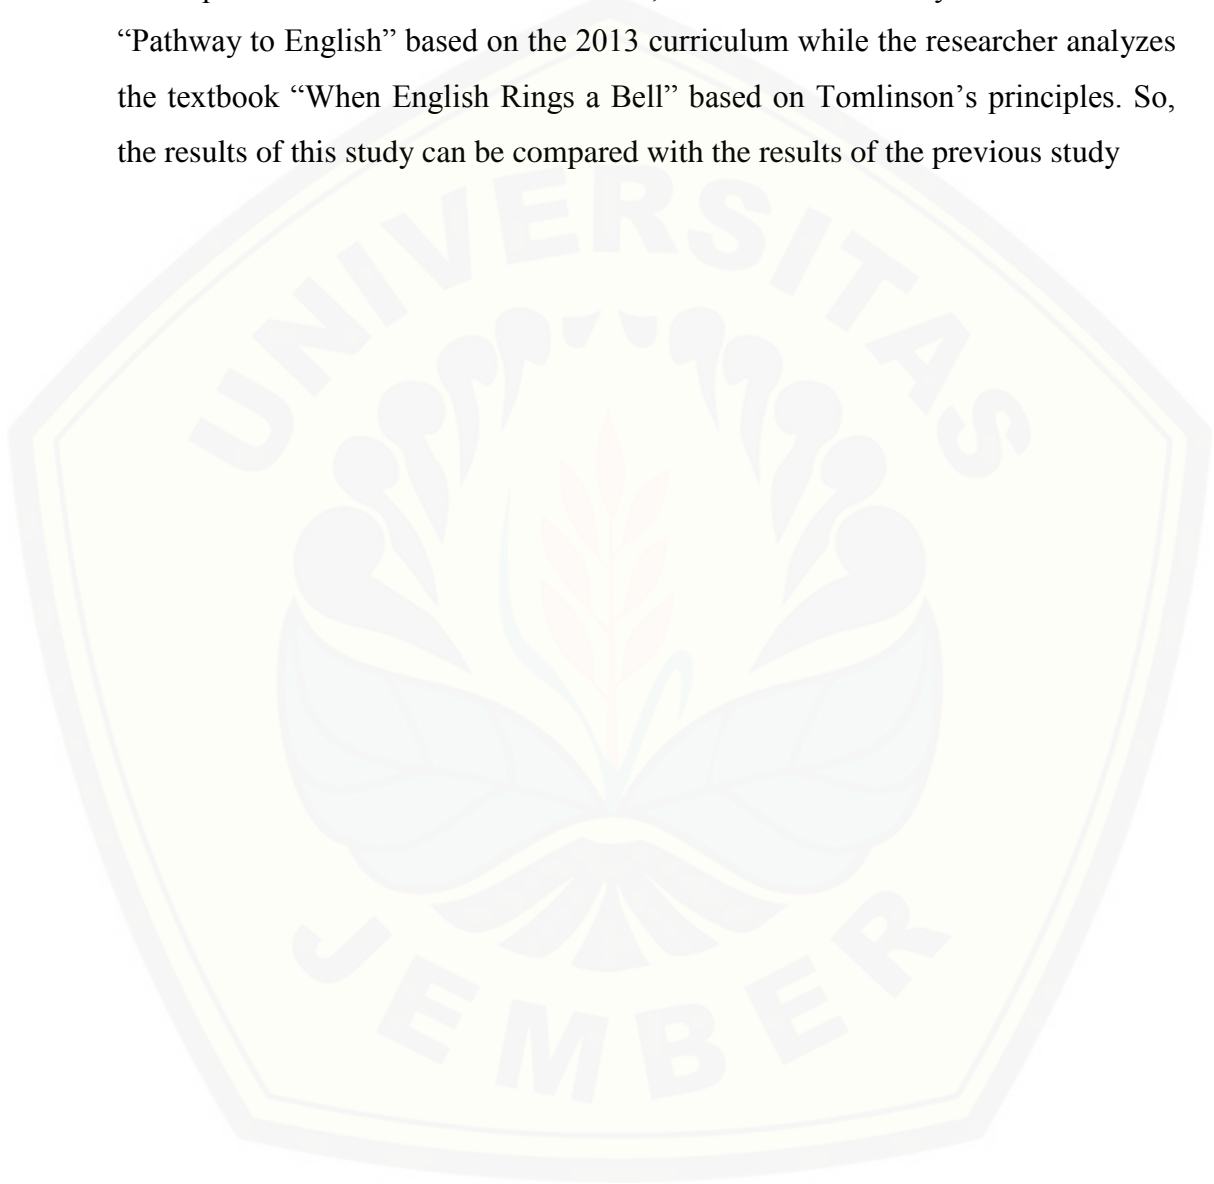 “Pathway to English” based on the 2013 curriculum while the researcher analyzes
the textbook “When English Rings a Bell” based on Tomlinson’s principles. So,
the results of this study can be compared with the results of the previous study
UNIVERSITAS
JEMBER